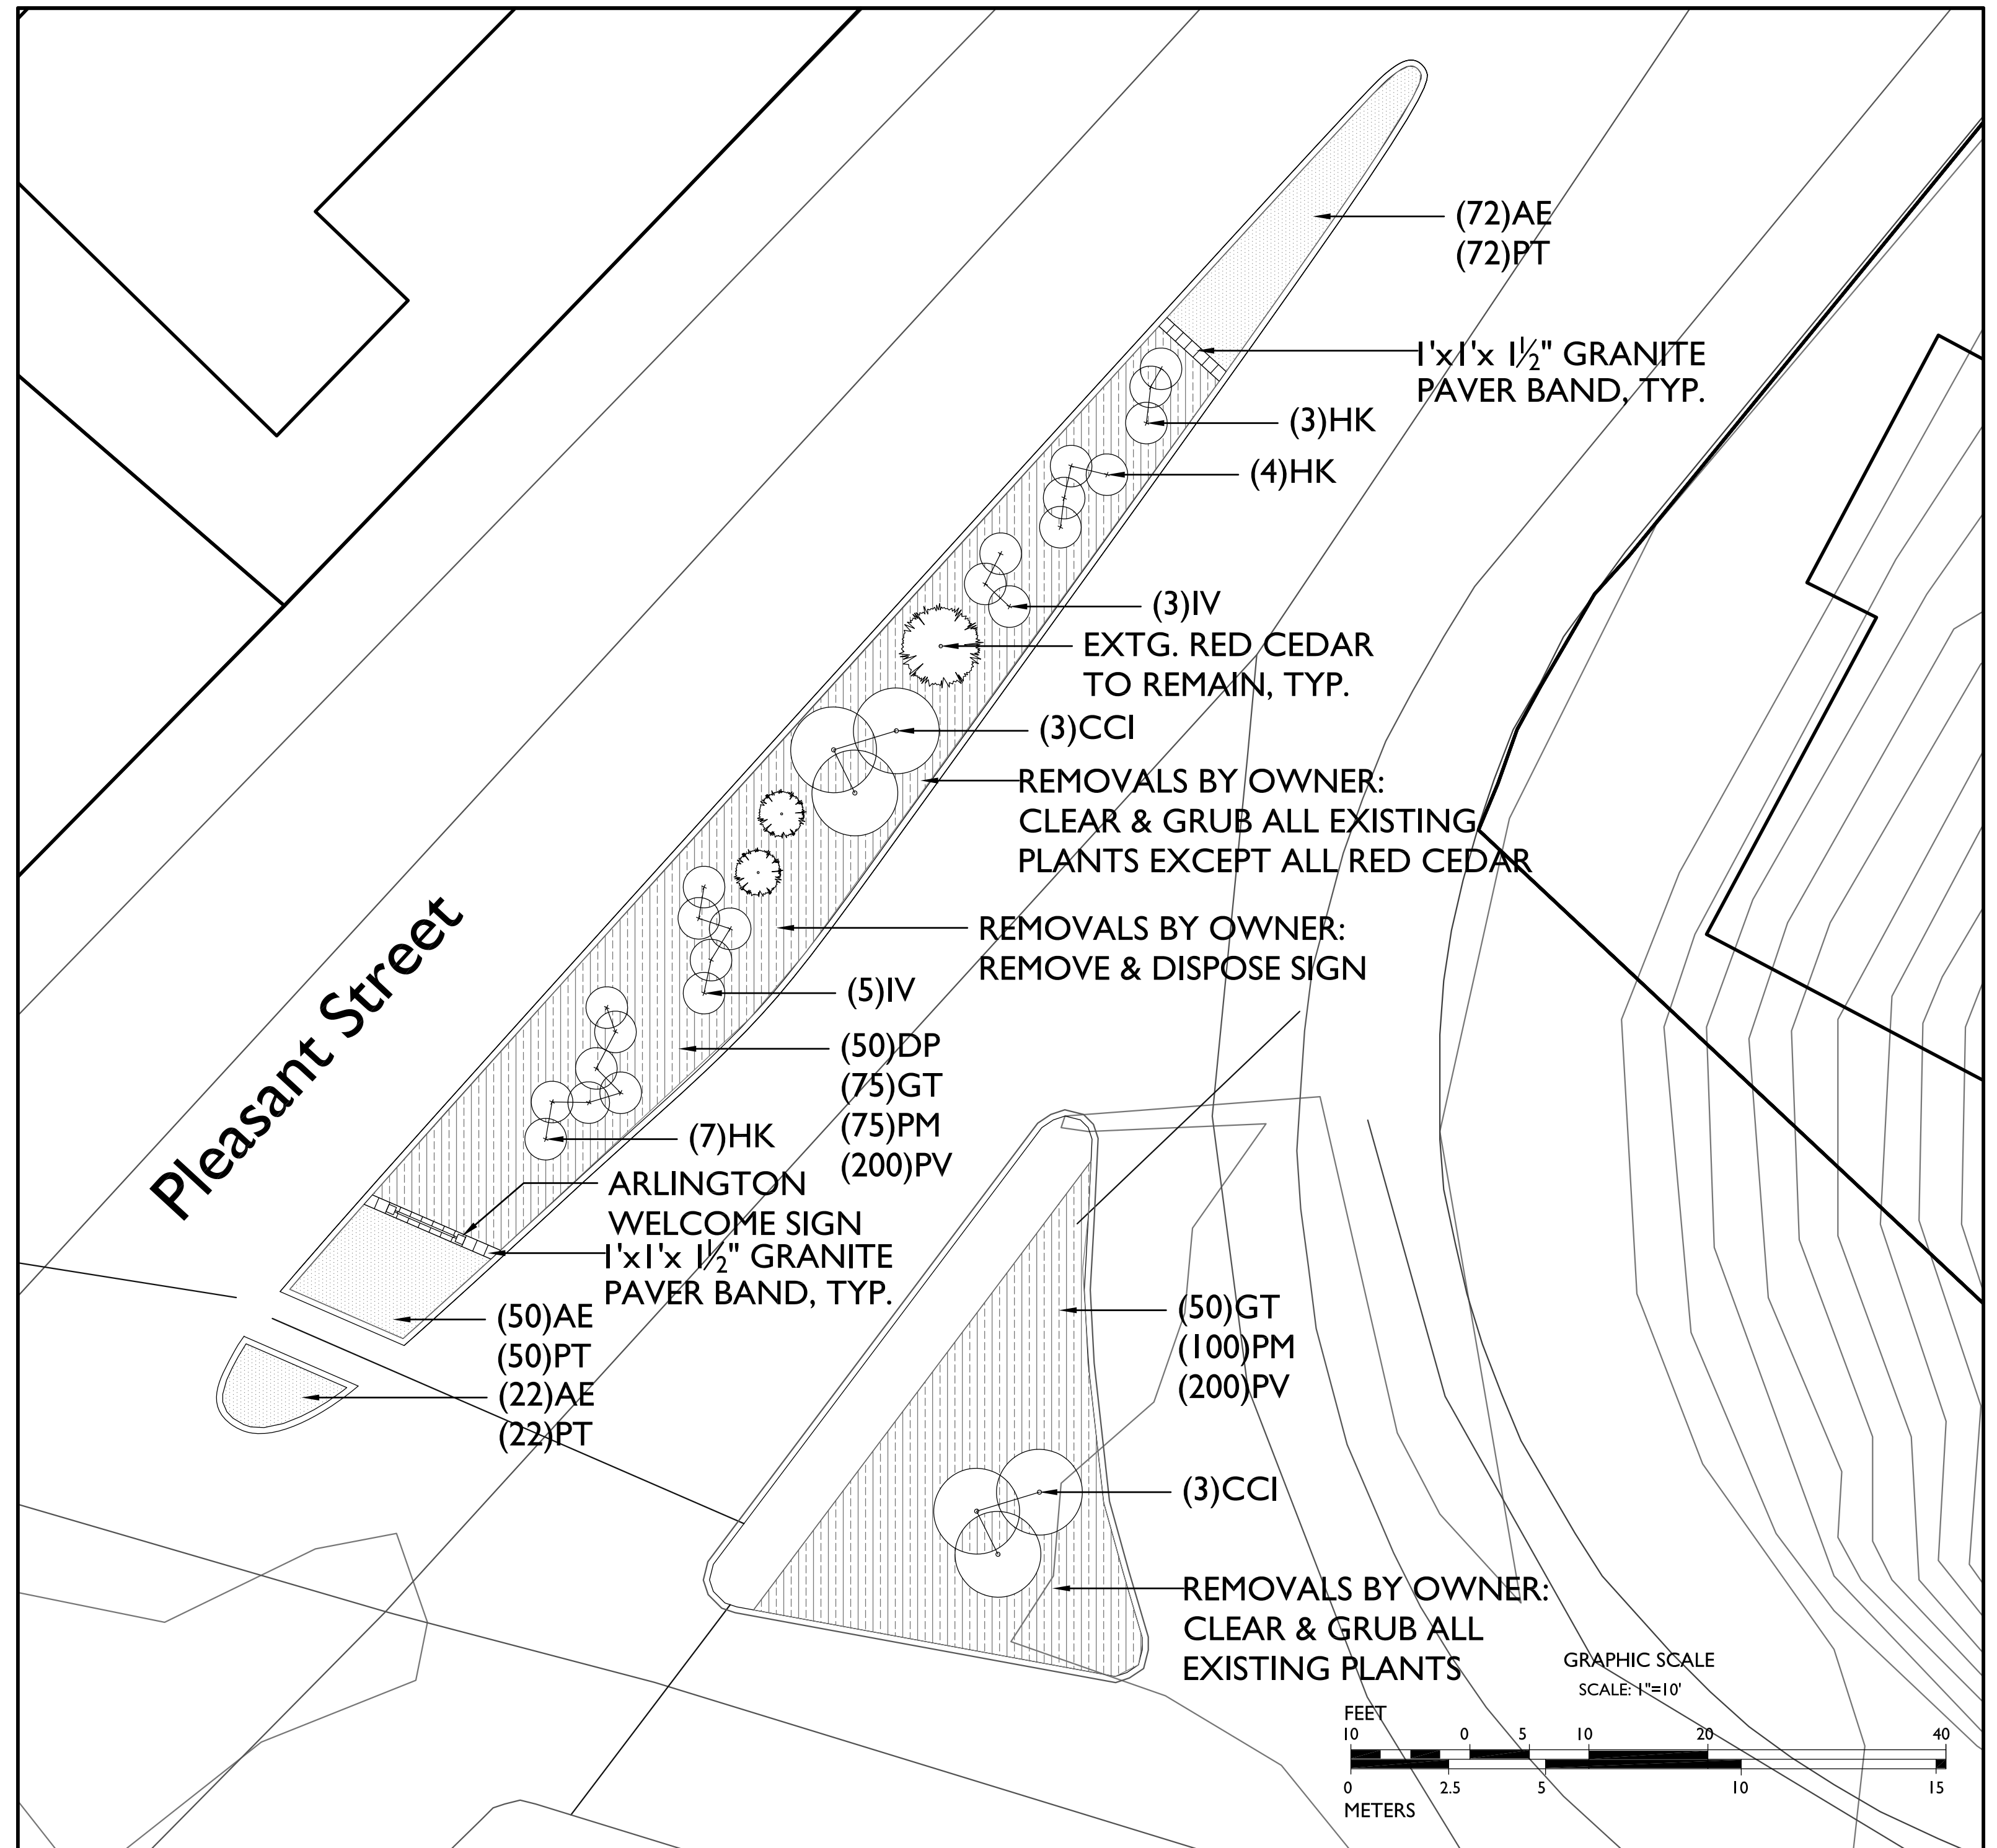 (72)AE
(72)PT
1'x1'x 1½" GRANITE
PAVER BAND, TYP.
(3)HK
(4)HK
(3)IV
EXTG. RED CEDAR
TO REMAIN, TYP.
(3)CCI
REMOVALS BY OWNER:
CLEAR & GRUB ALL EXISTING
PLANTS EXCEPT ALL RED CEDAR
Pleasant Street
REMOVALS BY OWNER:
REMOVE & DISPOSE SIGN
(5)IV
(50)DP
(75)GT
(75)PM
(200)PV
(7)HK
ARLINGTON
WELCOME SIGN
1'x1'x 1½" GRANITE
PAVER BAND, TYP.
(50)AE
(50)PT
(22)AE
(22)PT
(50)GT
(100)PM
(200)PV
(3)CCI
REMOVALS BY OWNER:
CLEAR & GRUB ALL
EXISTING PLANTS
GRAPHIC SCALE
SCALE: 1"=10'
FEET
10 0 5 10 20 40
0 2.5 5 10 15
METERS